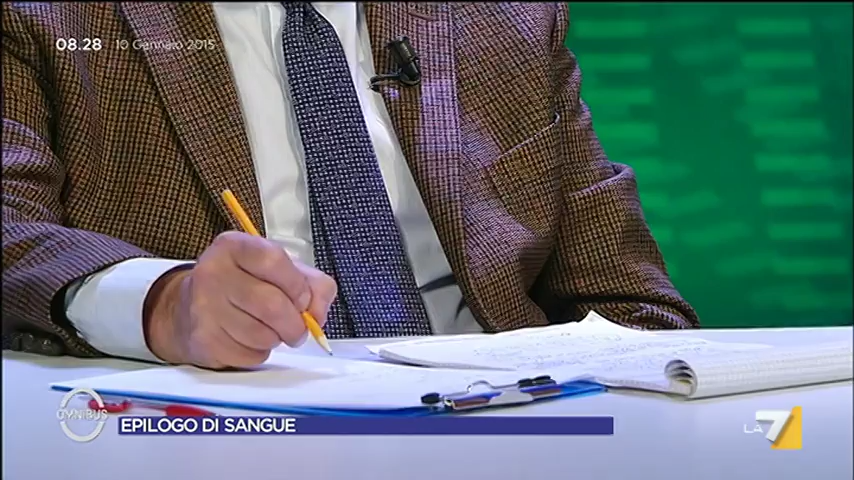 08.28 10 Gennaio 2015
OMNIBUS
EPILOGO DI SANGUE
LA7